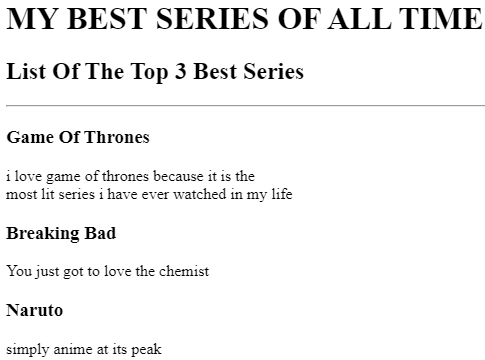 MY BEST SERIES OF ALL TIME
List Of The Top 3 Best Series
Game Of Thrones
i love game of thrones because it is the
most lit series i have ever watched in my life
Breaking Bad
You just got to love the chemist
Naruto
simply anime at its peak